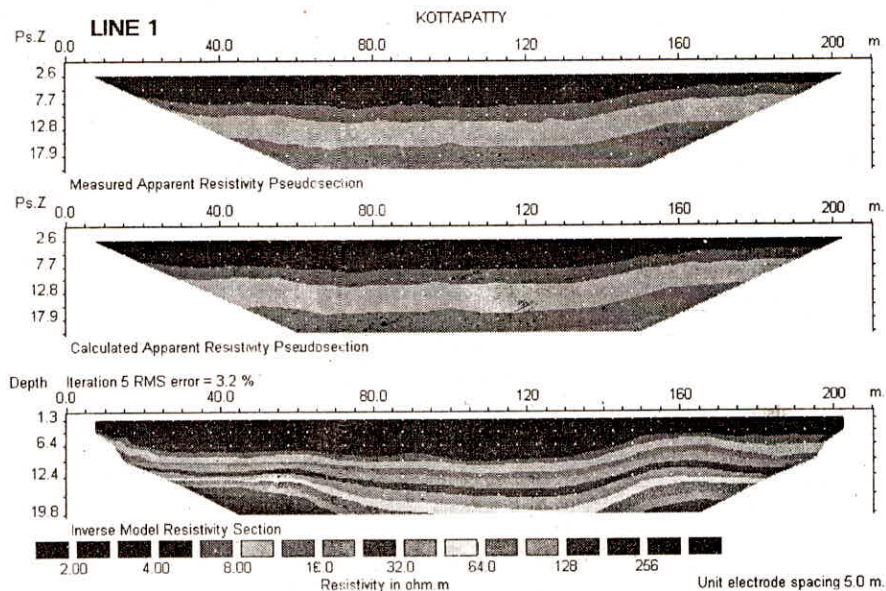 KOTTAPATTY
LINE 1
Ps.Z 0.0 40.0 80.0 120 160 200 m.
2.6
7.7
12.8
17.9
Measured Apparent Resistivity Pseudosection
Ps.Z 0.0 40.0 80.0 120 160 200 m.
2.6
7.7
12.8
17.9
Calculated Apparent Resistivity Pseudosection
Depth Iteration 5 RMS error = 3.2 %
0.0 40.0 80.0 120 160 200 m.
1.3
6.4
12.4
19.8
Inverse Model Resistivity Section
2.00 4.00 8.00 16.0 32.0 64.0 128 256
Resistivity in ohm.m
Unit electrode spacing 5.0 m.